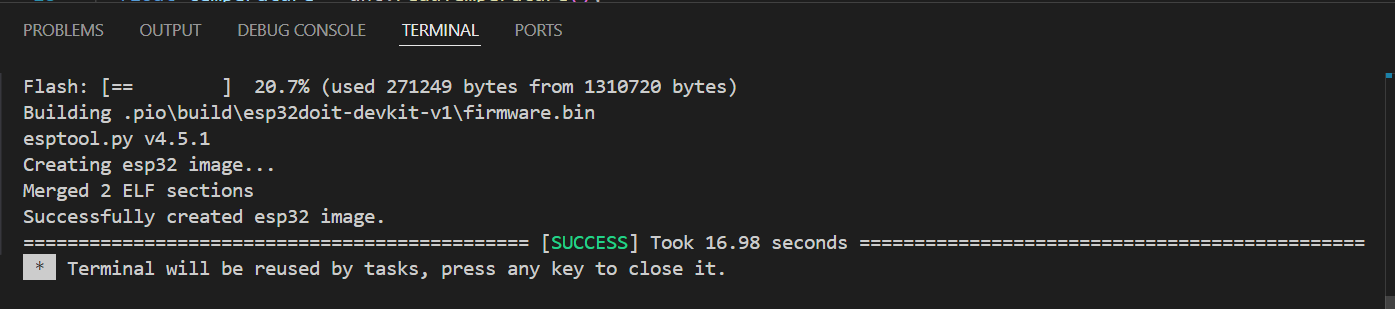 PROBLEMS OUTPUT DEBUG CONSOLE TERMINAL PORTS
Flash: [==        ]  20.7% (used 271249 bytes from 1310720 bytes)
Building .pio\build\esp32doit-devkit-v1\firmware.bin
esptool.py v4.5.1
Creating esp32 image...
Merged 2 ELF sections
Successfully created esp32 image.
============================================== [SUCCESS] Took 16.98 seconds ==============================================
* Terminal will be reused by tasks, press any key to close it.